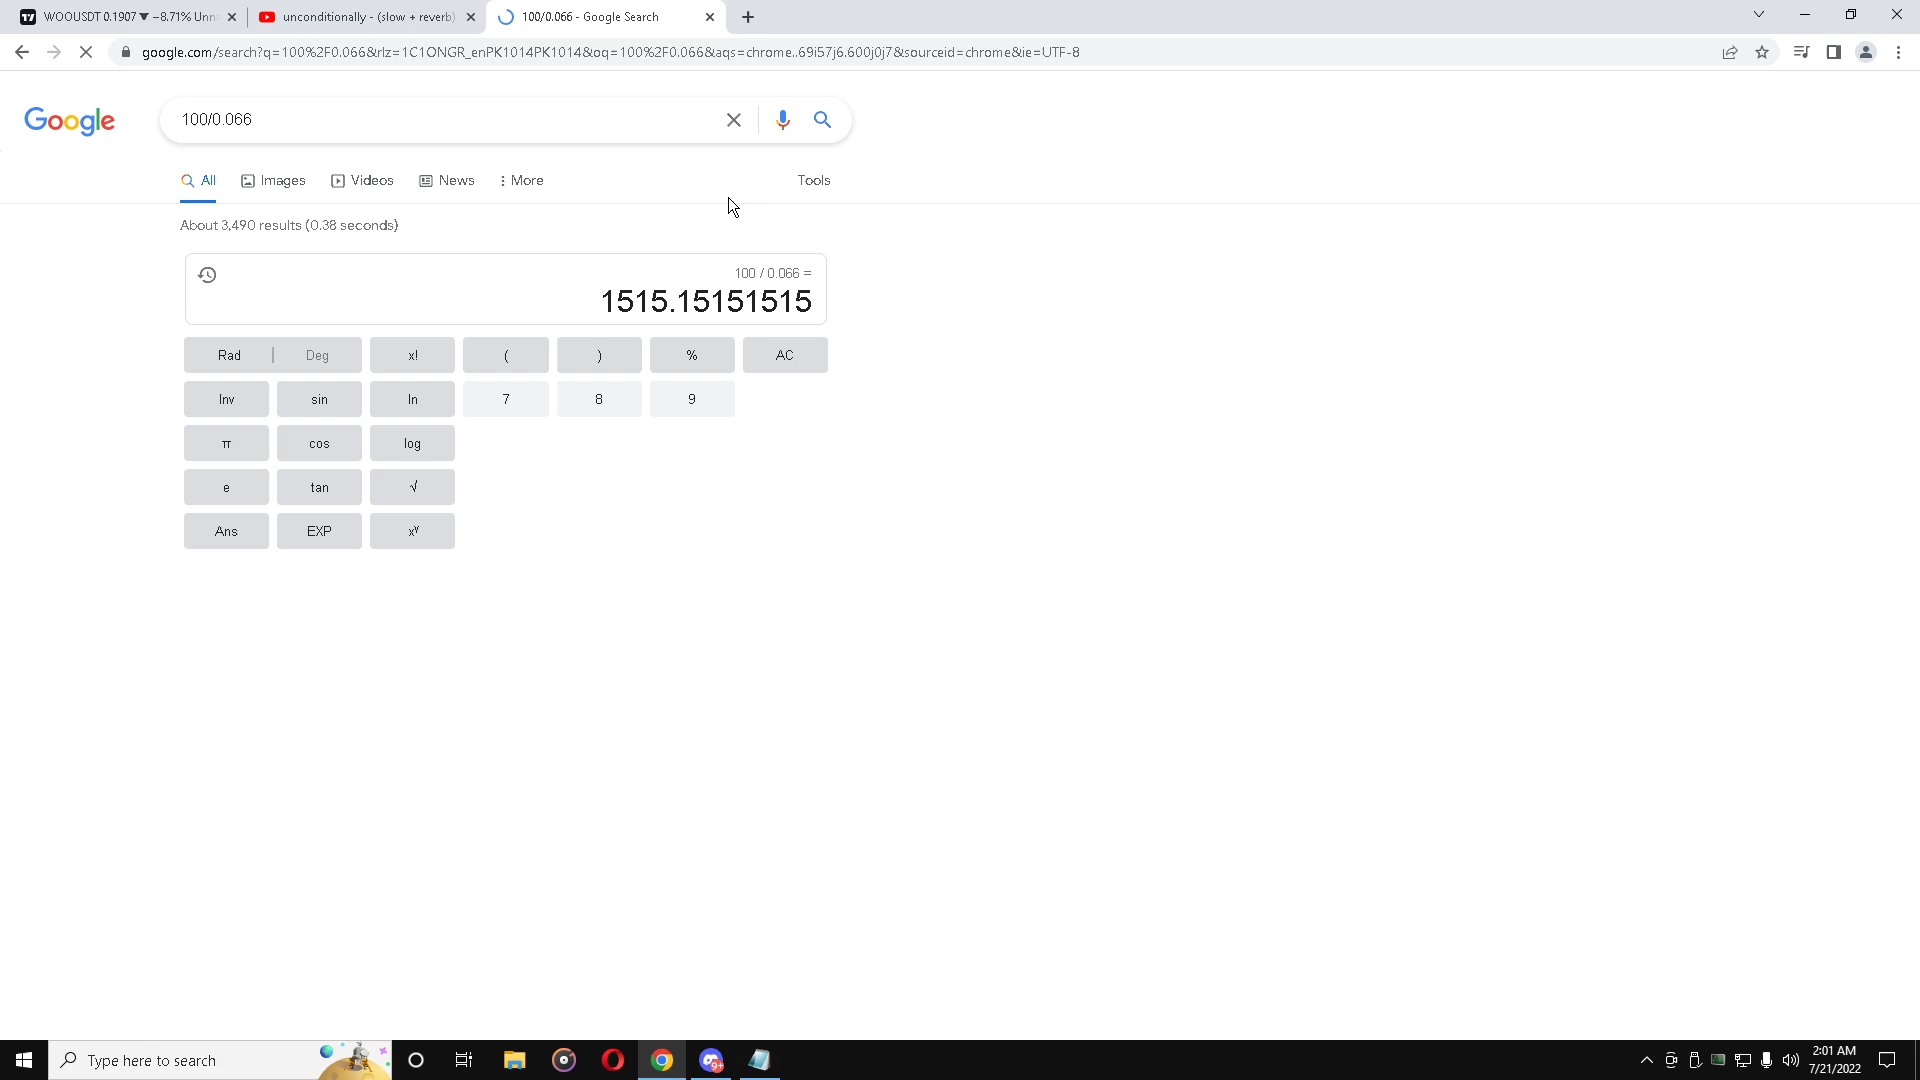 WOOUSDT 0.1907 ▼ −8.71% Unn
unconditionally - (slow + reverb)
100/0.066 - Google Search
google.com/search?q=100%2F0.066&rlz=1C1ONGR_enPK1014PK1014&oq=100%2F0.066&aqs=chrome..69i57j6.600j0j7&sourceid=chrome&ie=UTF-8
Google
100/0.066
All Images Videos News More Tools
About 3,490 results (0.38 seconds)
100 / 0.066 =
1515.15151515
Rad | Deg x! ( ) % AC
Inv sin ln 7 8 9
π cos log
e tan √
Ans EXP xʸ
Type here to search
9+
2:01 AM
7/21/2022